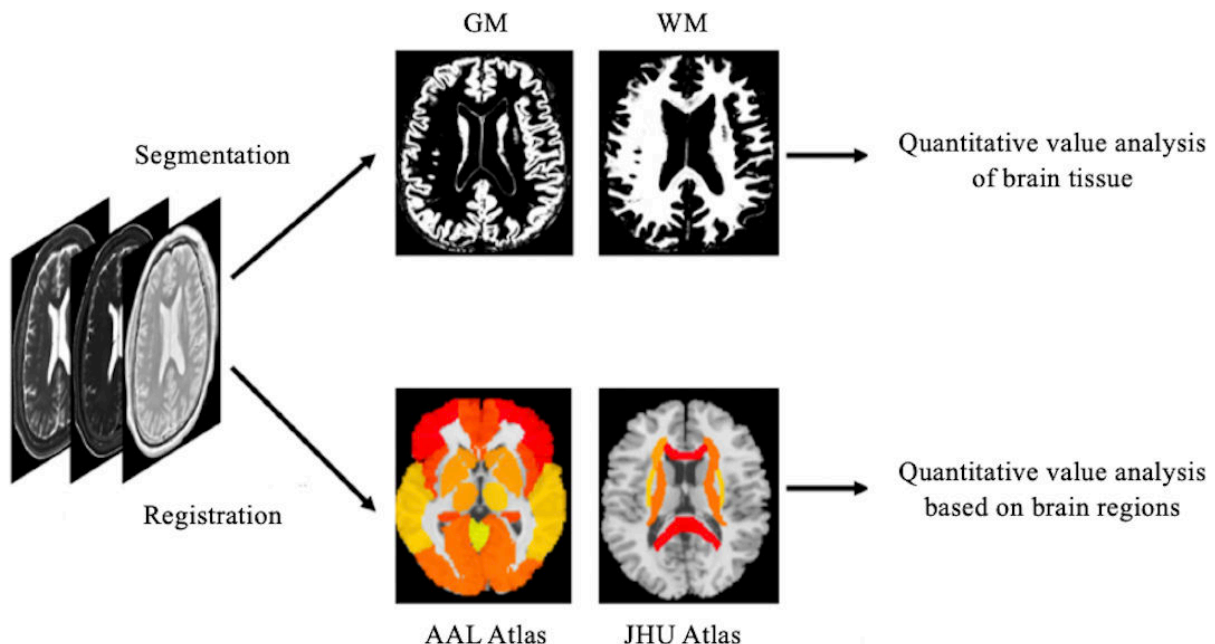 GM
WM
Segmentation
Quantitative value analysis
of brain tissue
Registration
Quantitative value analysis
based on brain regions
AAL Atlas
JHU Atlas